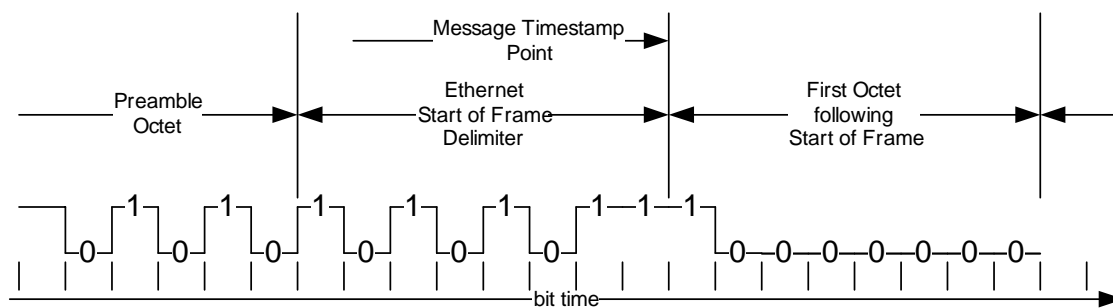 Message Timestamp
Point
Preamble
Octet
Ethernet
Start of Frame
Delimiter
First Octet
following
Start of Frame
0 1 0 1 0 1 0 1 0 1 0 1 1 1 0 0 0 0 0 0 0
bit time